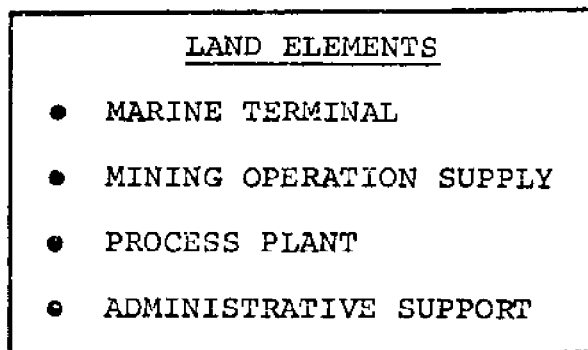 LAND ELEMENTS
● MARINE TERMINAL
● MINING OPERATION SUPPLY
● PROCESS PLANT
● ADMINISTRATIVE SUPPORT